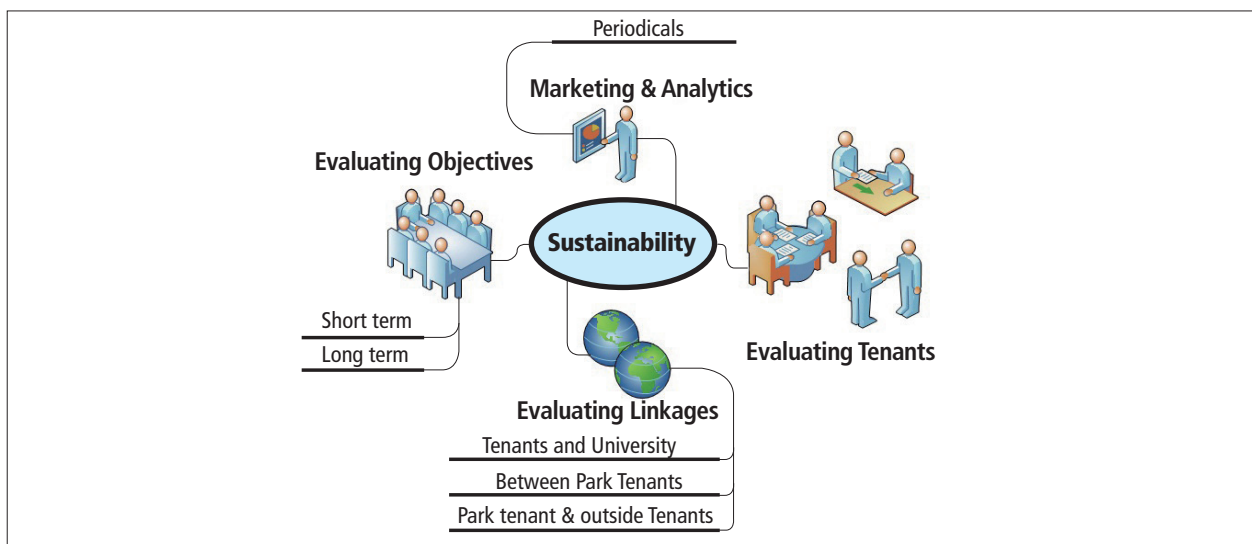 Periodicals
Marketing & Analytics
Evaluating Objectives
Sustainability
Short term
Long term
Evaluating Tenants
Evaluating Linkages
Tenants and University
Between Park Tenants
Park tenant & outside Tenants